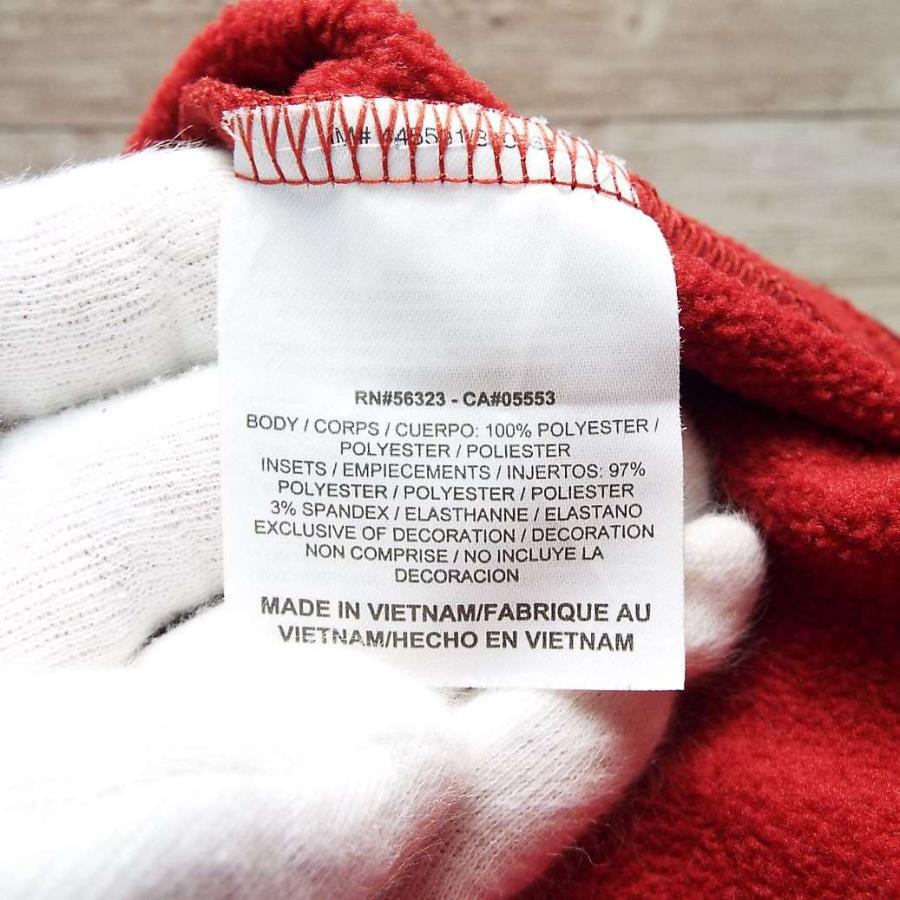 RN#56323 - CA#05553
BODY / CORPS / CUERPO: 100% POLYESTER /
POLYESTER / POLIESTER
INSETS / EMPIECEMENTS / INJERTOS: 97%
POLYESTER / POLYESTER / POLIESTER
3% SPANDEX / ELASTHANNE / ELASTANO
EXCLUSIVE OF DECORATION / DECORATION
NON COMPRISE / NO INCLUYE LA
DECORACION
MADE IN VIETNAM/FABRIQUE AU
VIETNAM/HECHO EN VIETNAM